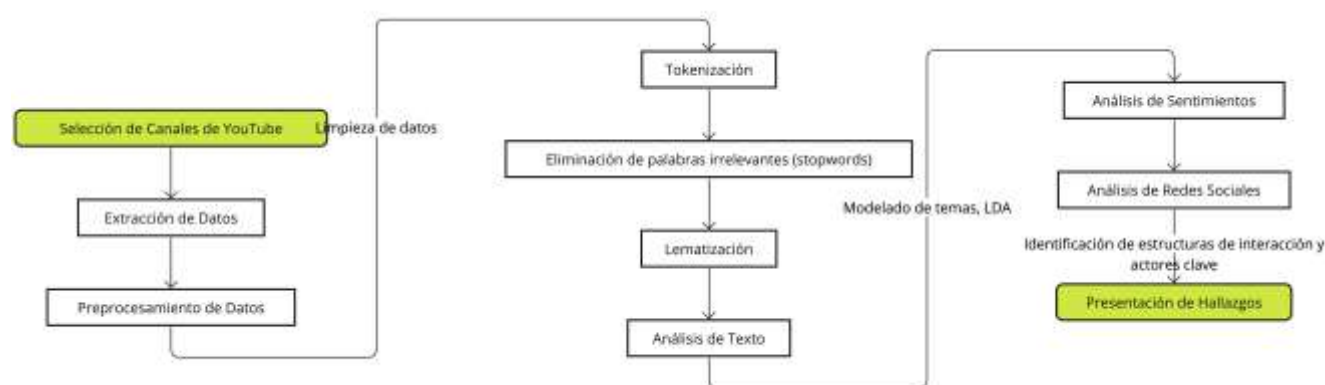 Selección de Canales de YouTube
Extracción de Datos
Preprocesamiento de Datos
Limpieza de datos
Tokenización
Eliminación de palabras irrelevantes (stopwords)
Lematización
Análisis de Texto
Modelado de temas, LDA
Análisis de Sentimientos
Análisis de Redes Sociales
Identificación de estructuras de interacción y
actores clave
Presentación de Hallazgos